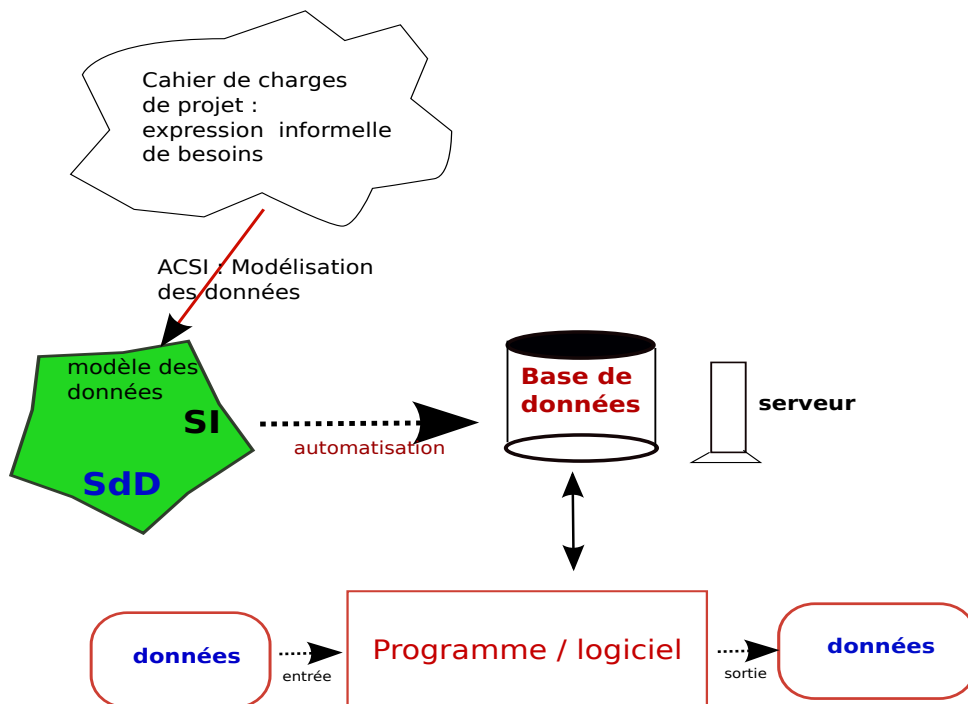 Cahier de charges
de projet :
expression informelle
de besoins
ACSI : Modélisation
des données
modèle des
données
SI
SdD
automatisation
Base de
données
serveur
données
entrée
Programme / logiciel
sortie
données